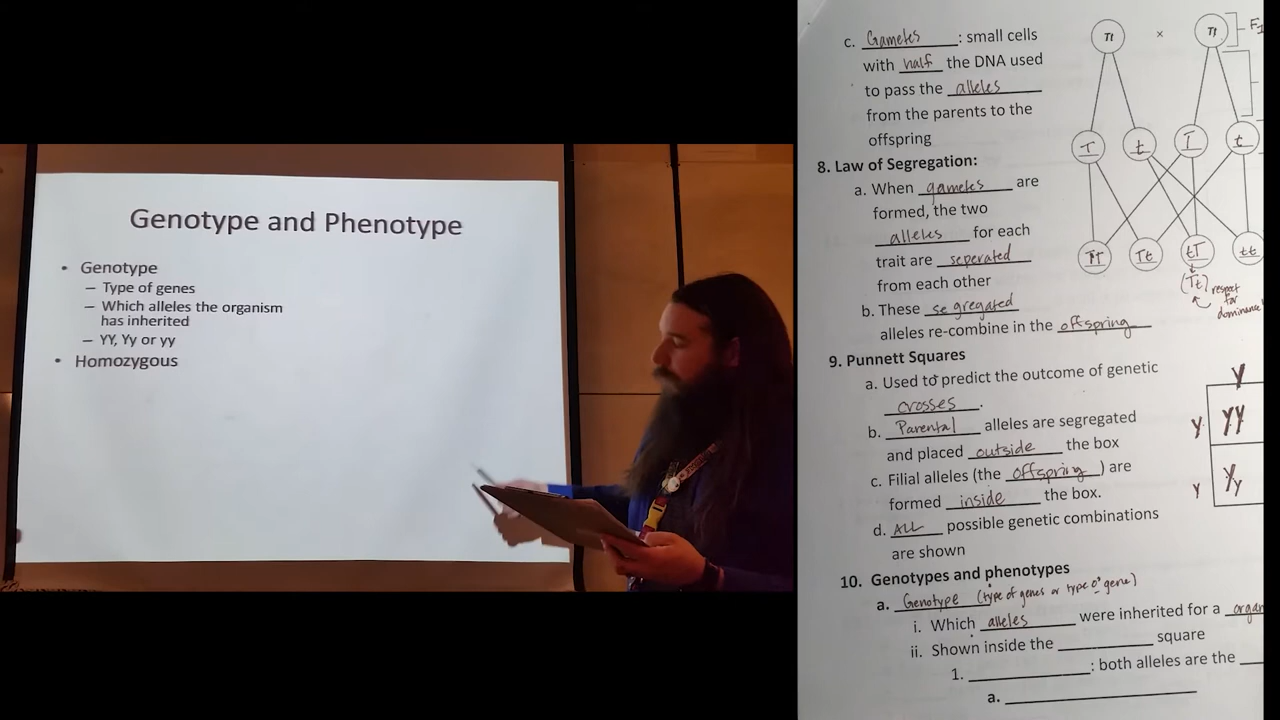 Genotype and Phenotype
• Genotype
– Type of genes
– Which alleles the organism
has inherited
– YY, Yy or yy
• Homozygous
c. Gametes : small cells
with half the DNA used
to pass the alleles
from the parents to the
offspring
8. Law of Segregation:
a. When gametes are
formed, the two
alleles for each
trait are seperated
from each other
b. These segregated
alleles re-combine in the offspring
9. Punnett Squares
a. Used to predict the outcome of genetic
crosses.
b. Parental alleles are segregated
and placed outside the box
c. Filial alleles (the offspring) are
formed inside the box.
d. ALL possible genetic combinations
are shown
10. Genotypes and phenotypes
a. Genotype (type of genes or type o' gene)
i. Which alleles were inherited for a organ
ii. Shown inside the ______ square
1. ______: both alleles are the __
a. ______
Tt × Tt F1
T t T t
TT Tt tT tt
(Tt) respect
for
dominance!
Y
Y YY
y Yy